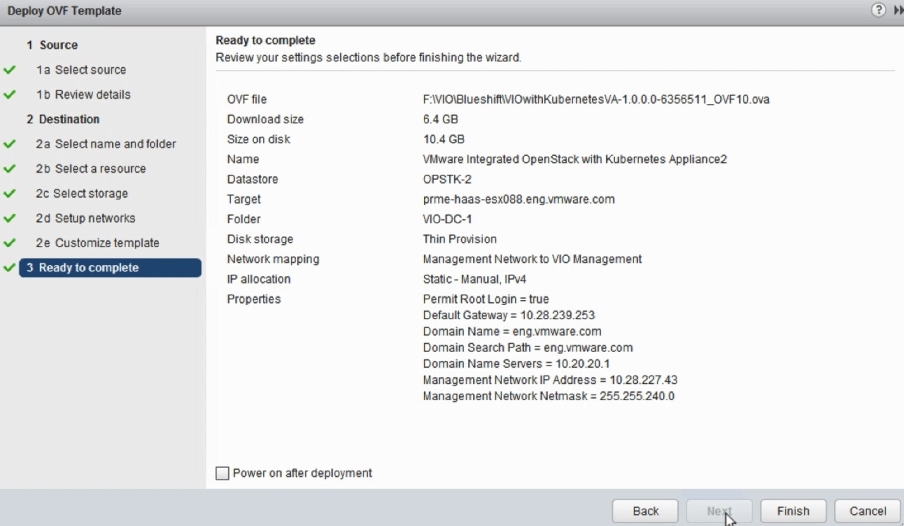 Deploy OVF Template
?
1 Source
1a Select source
1b Review details
2 Destination
2a Select name and folder
2b Select a resource
2c Select storage
2d Setup networks
2e Customize template
3 Ready to complete
Ready to complete
Review your settings selections before finishing the wizard.
OVF file F:\VIO\Blueshift\VIOwithKubernetesVA-1.0.0.0-6356511_OVF10.ova
Download size 6.4 GB
Size on disk 10.4 GB
Name VMware Integrated OpenStack with Kubernetes Appliance2
Datastore OPSTK-2
Target prme-haas-esx088.eng.vmware.com
Folder VIO-DC-1
Disk storage Thin Provision
Network mapping Management Network to VIO Management
IP allocation Static - Manual, IPv4
Properties Permit Root Login = true
Default Gateway = 10.28.239.253
Domain Name = eng.vmware.com
Domain Search Path = eng.vmware.com
Domain Name Servers = 10.20.20.1
Management Network IP Address = 10.28.227.43
Management Network Netmask = 255.255.240.0
Power on after deployment
Back Next Finish Cancel